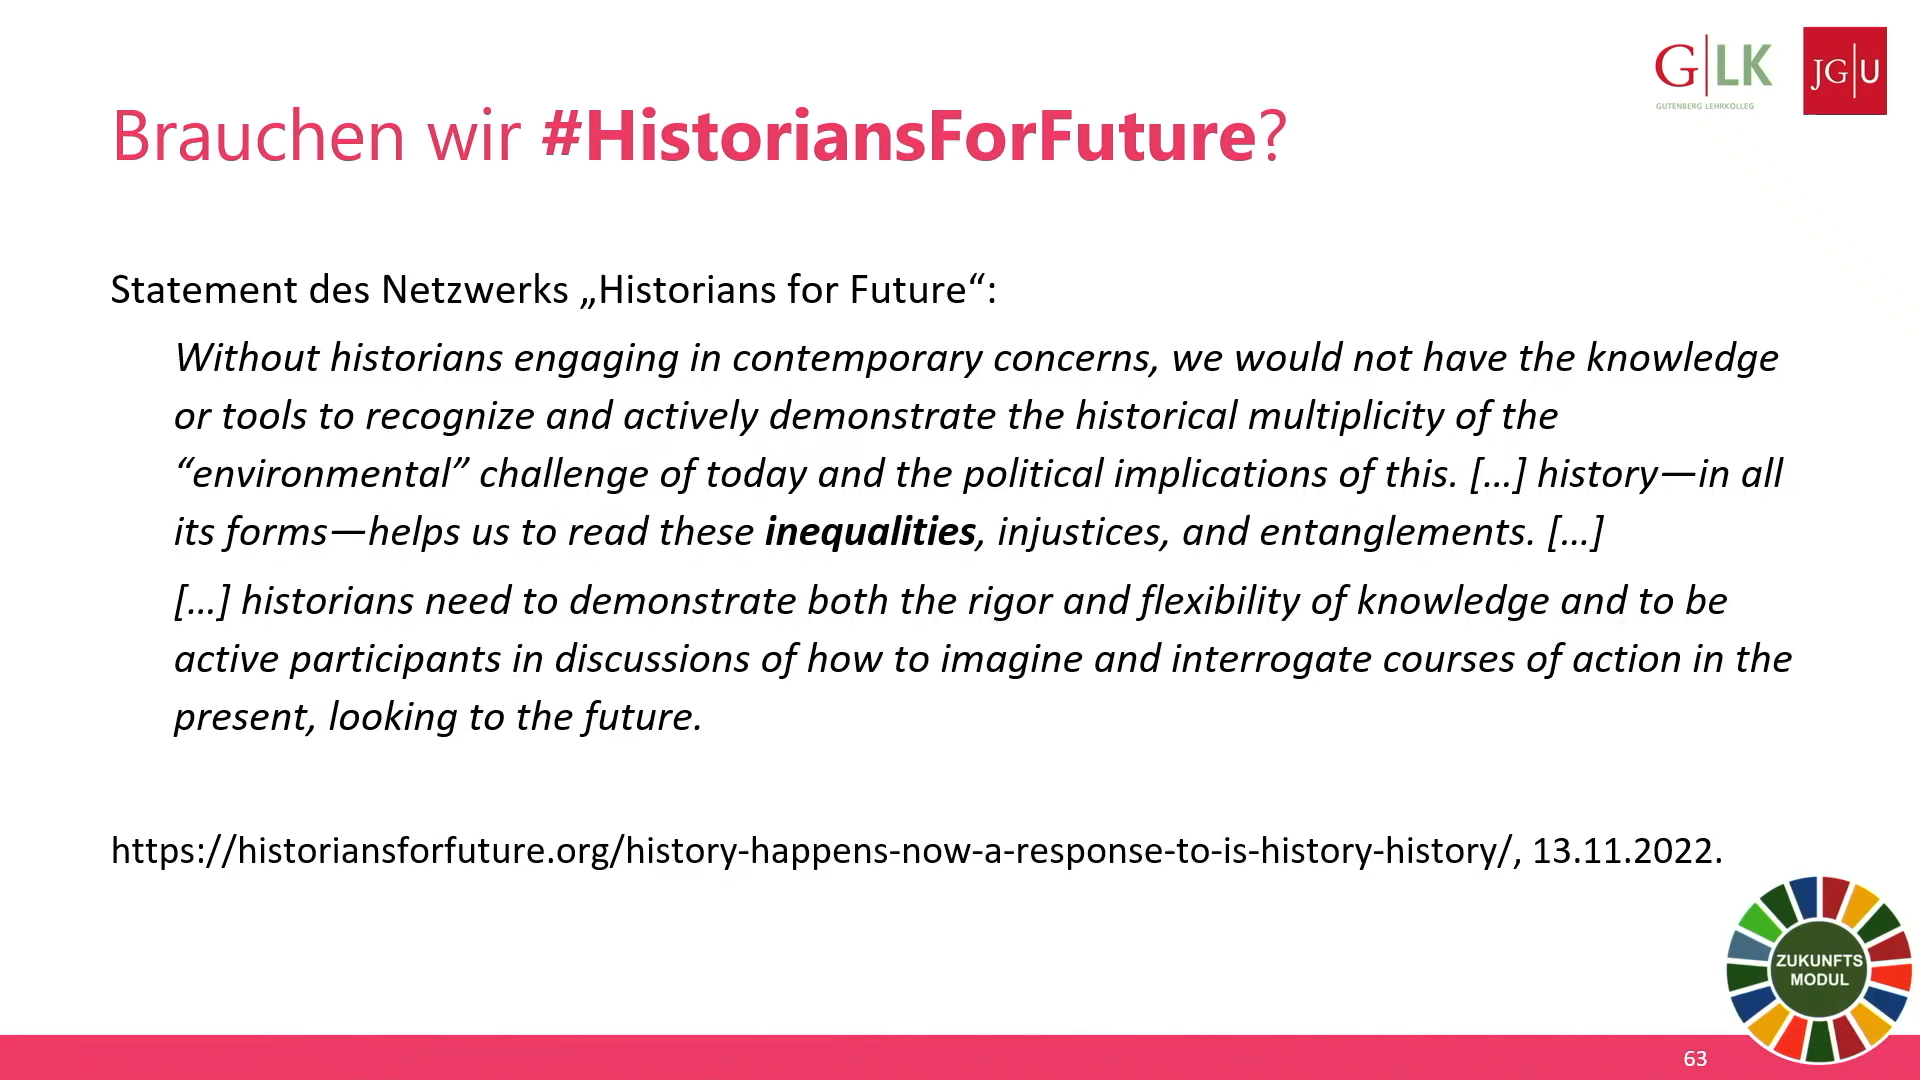 G|LK
GUTENBERG LEHRKOLLEG
JG|U
Brauchen wir #HistoriansForFuture?
Statement des Netzwerks „Historians for Future“:
Without historians engaging in contemporary concerns, we would not have the knowledge
or tools to recognize and actively demonstrate the historical multiplicity of the
“environmental” challenge of today and the political implications of this. […] history—in all
its forms—helps us to read these inequalities, injustices, and entanglements. […]
[…] historians need to demonstrate both the rigor and flexibility of knowledge and to be
active participants in discussions of how to imagine and interrogate courses of action in the
present, looking to the future.
https://historiansforfuture.org/history-happens-now-a-response-to-is-history-history/, 13.11.2022.
ZUKUNFTS
MODUL
63